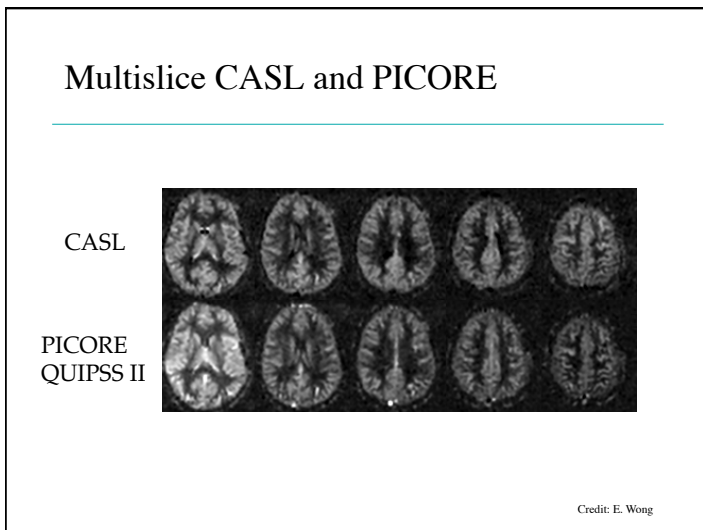 Multislice CASL and PICORE
CASL
PICORE
QUIPSS II
Credit: E. Wong